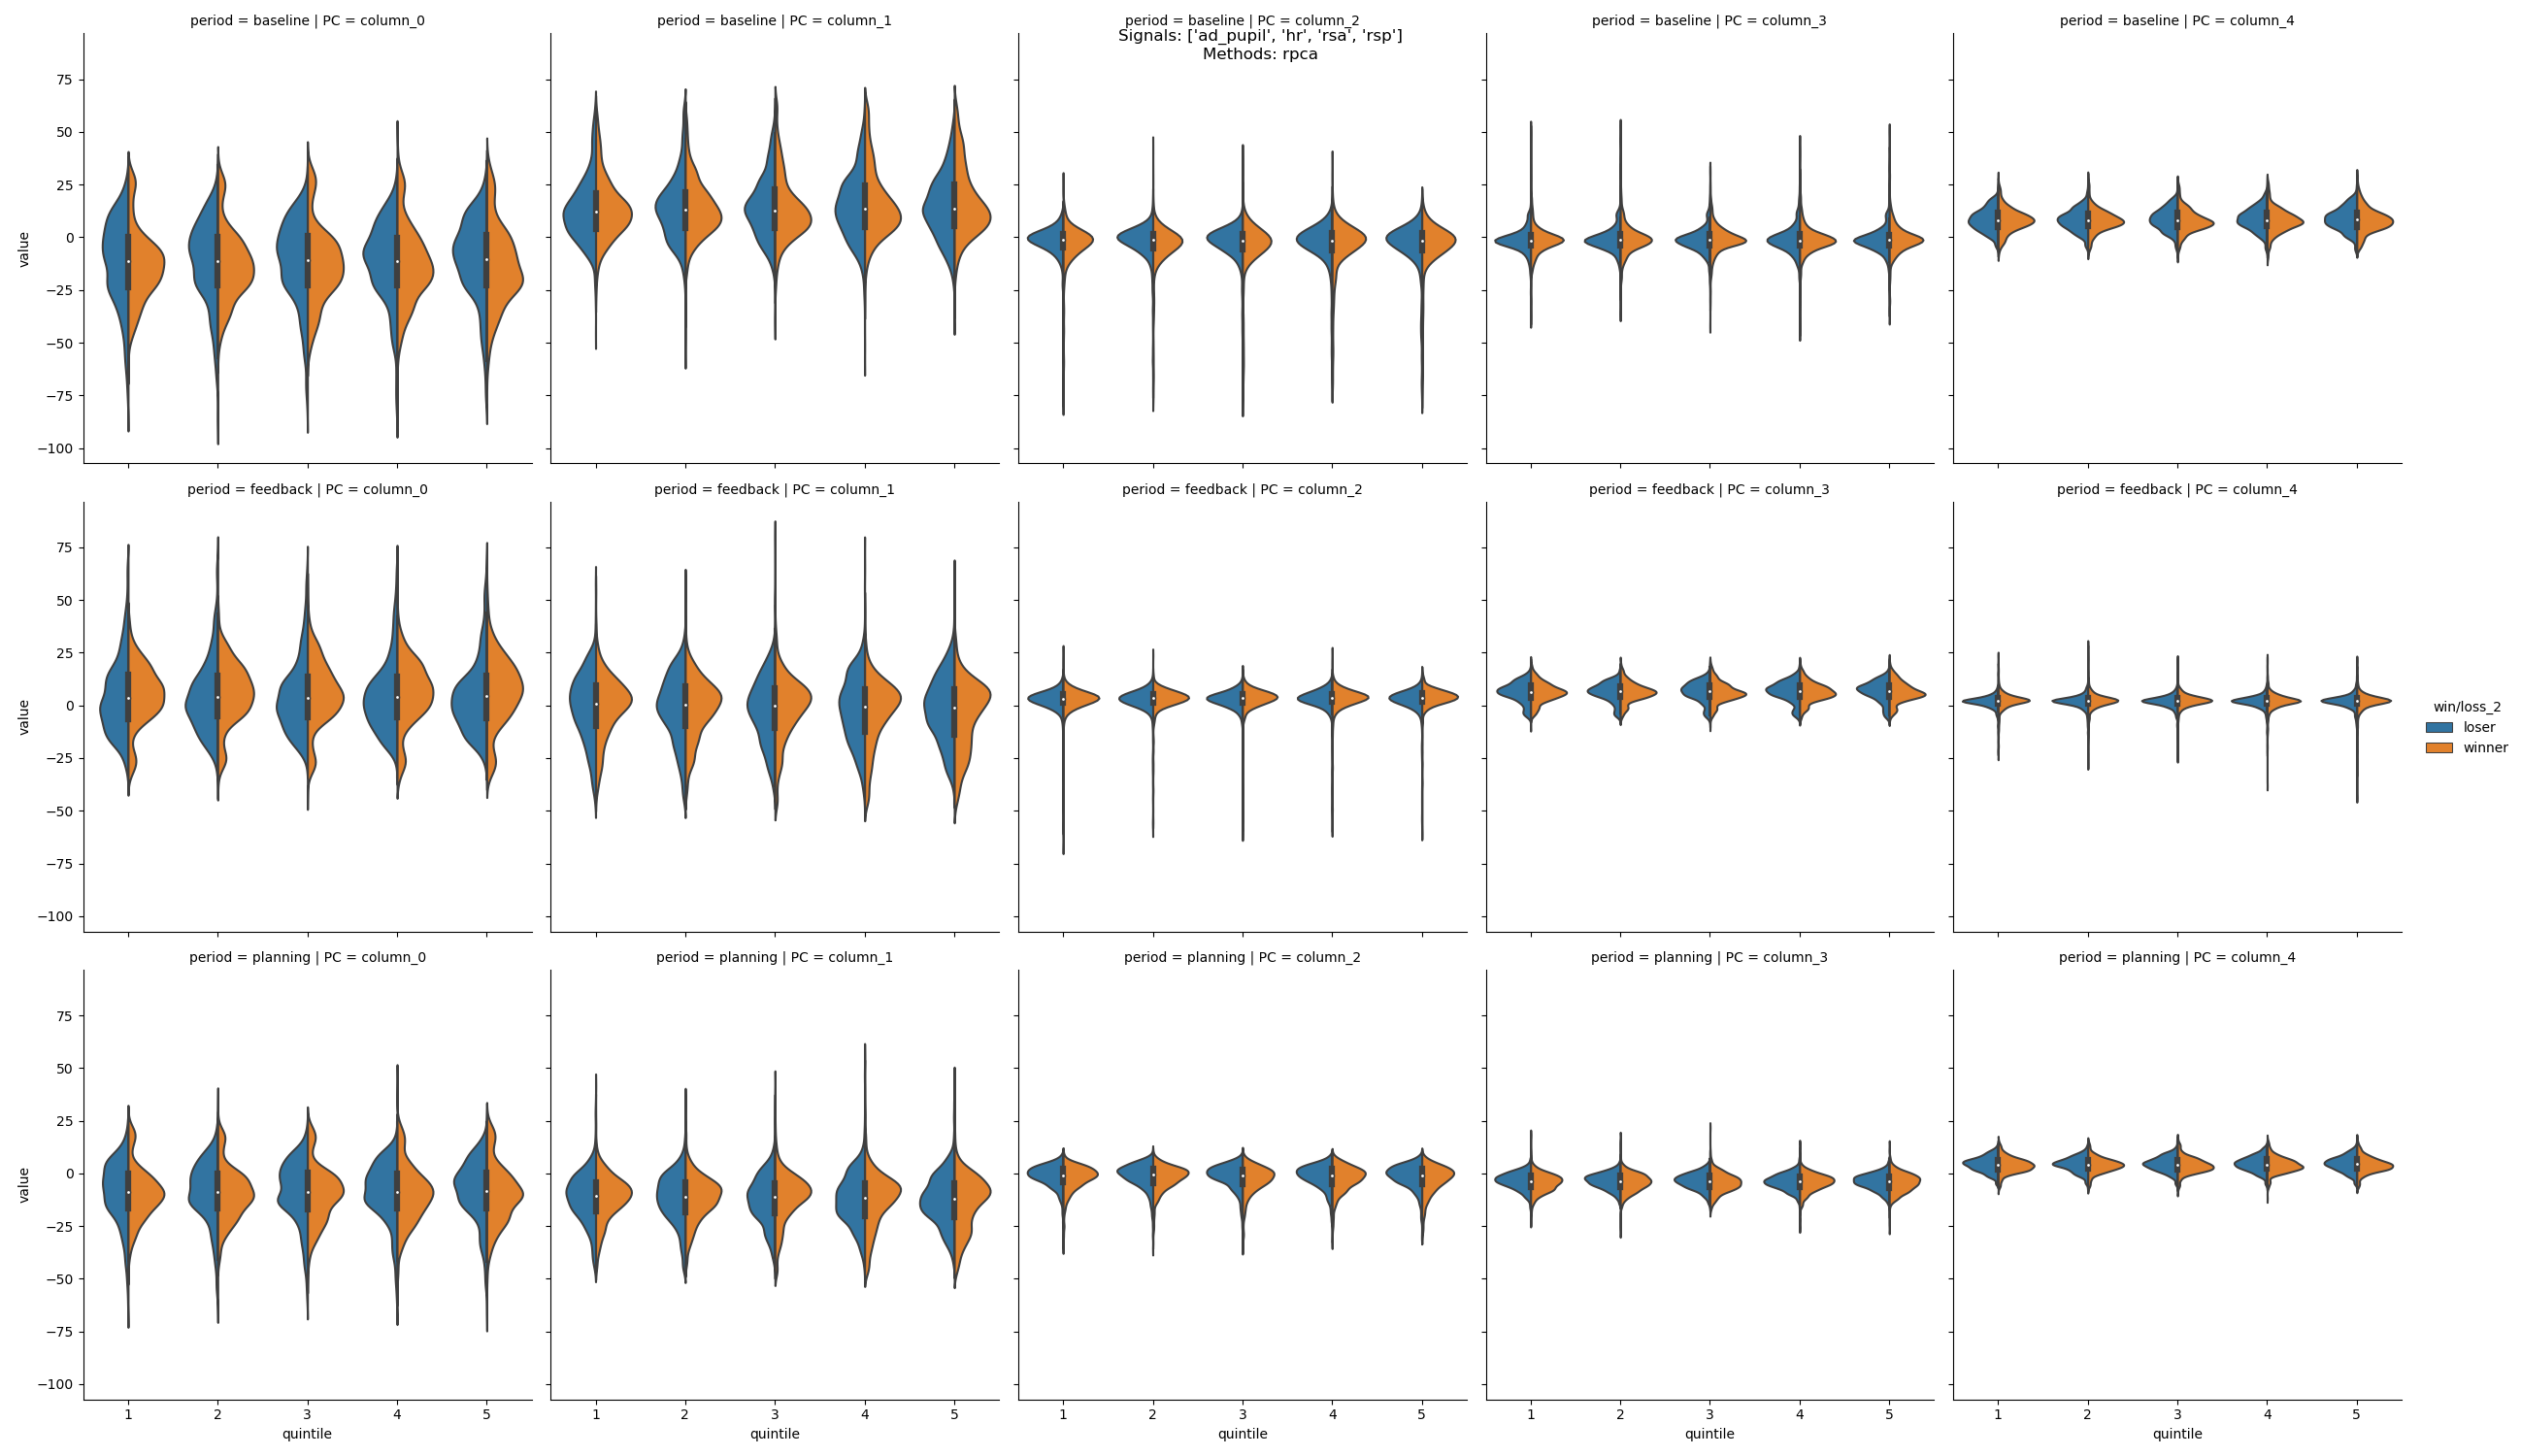 period = baseline | PC = column_0
period = baseline | PC = column_1
period = baseline | PC = column_2
period = baseline | PC = column_3
period = baseline | PC = column_4
Signals: ['ad_pupil', 'hr', 'rsa', 'rsp']
Methods: rpca
75
50
25
0
−25
−50
−75
−100
value
period = feedback | PC = column_0
period = feedback | PC = column_1
period = feedback | PC = column_2
period = feedback | PC = column_3
period = feedback | PC = column_4
75
50
25
0
−25
−50
−75
−100
value
win/loss_2
loser
winner
period = planning | PC = column_0
period = planning | PC = column_1
period = planning | PC = column_2
period = planning | PC = column_3
period = planning | PC = column_4
75
50
25
0
−25
−50
−75
−100
value
1 2 3 4 5
quintile
1 2 3 4 5
quintile
1 2 3 4 5
quintile
1 2 3 4 5
quintile
1 2 3 4 5
quintile